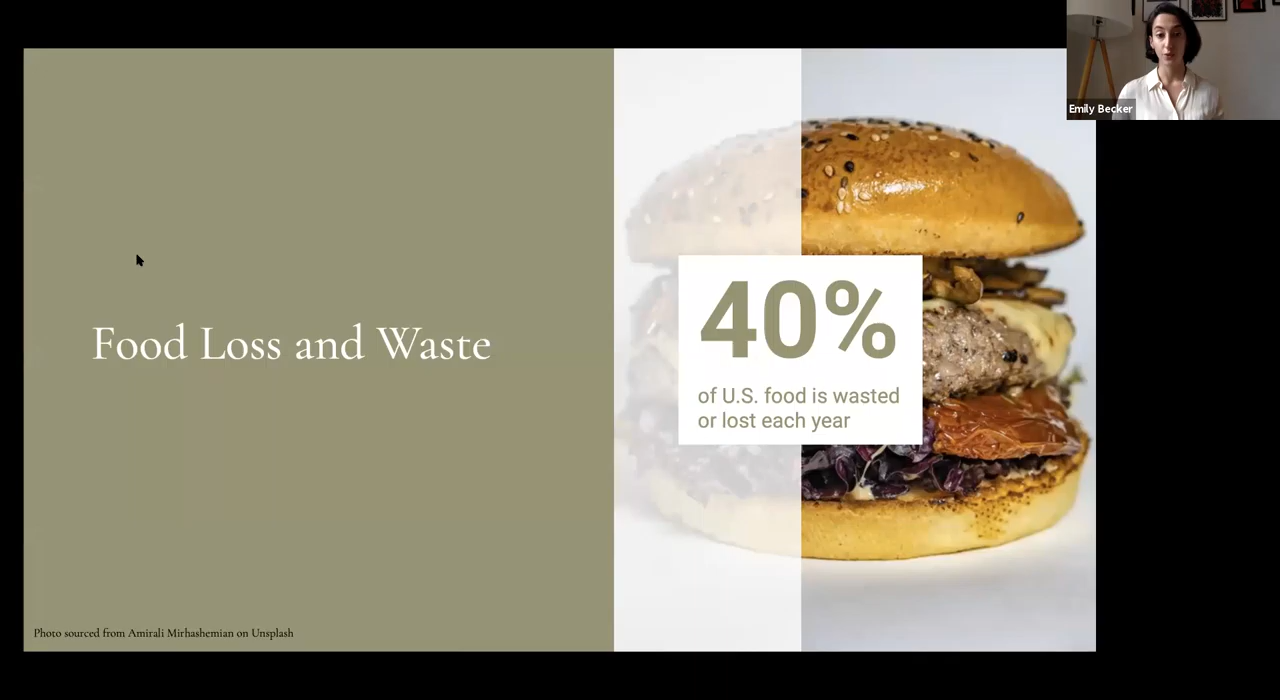 Emily Becker
Food Loss and Waste
40%
of U.S. food is wasted
or lost each year
Photo sourced from Amirali Mirhashemian on Unsplash